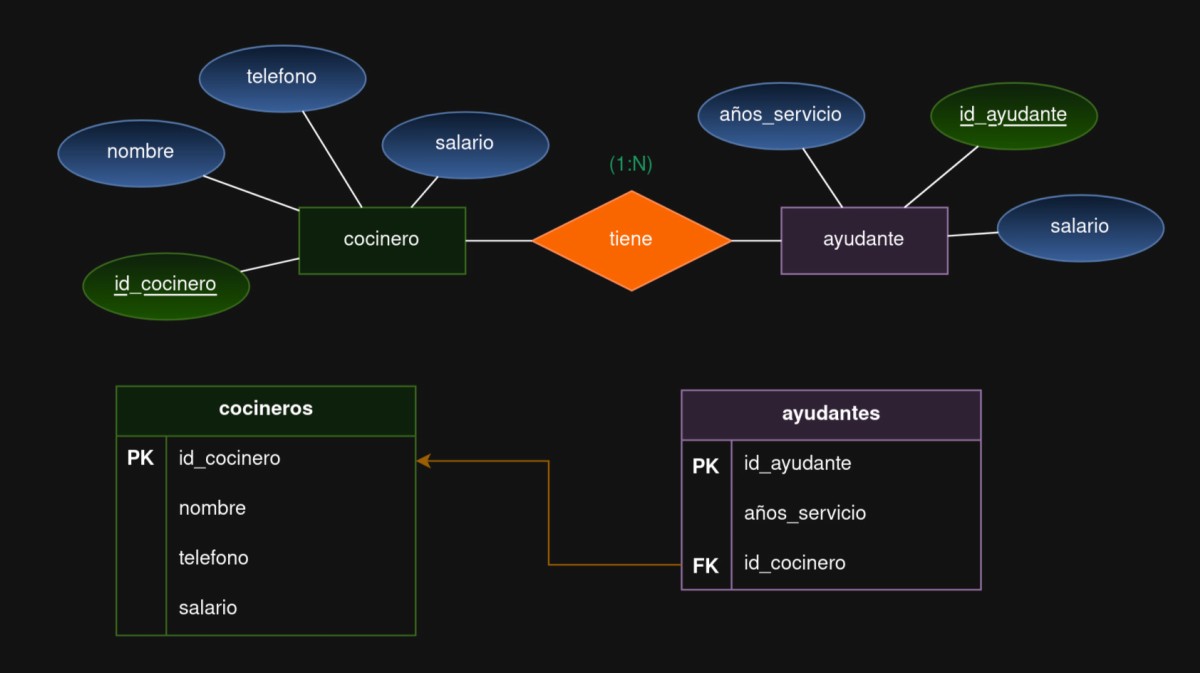 telefono
nombre
salario
años_servicio
id_ayudante
(1:N)
cocinero
tiene
ayudante
salario
id_cocinero
cocineros
PK id_cocinero
nombre
telefono
salario
ayudantes
PK id_ayudante
años_servicio
FK id_cocinero